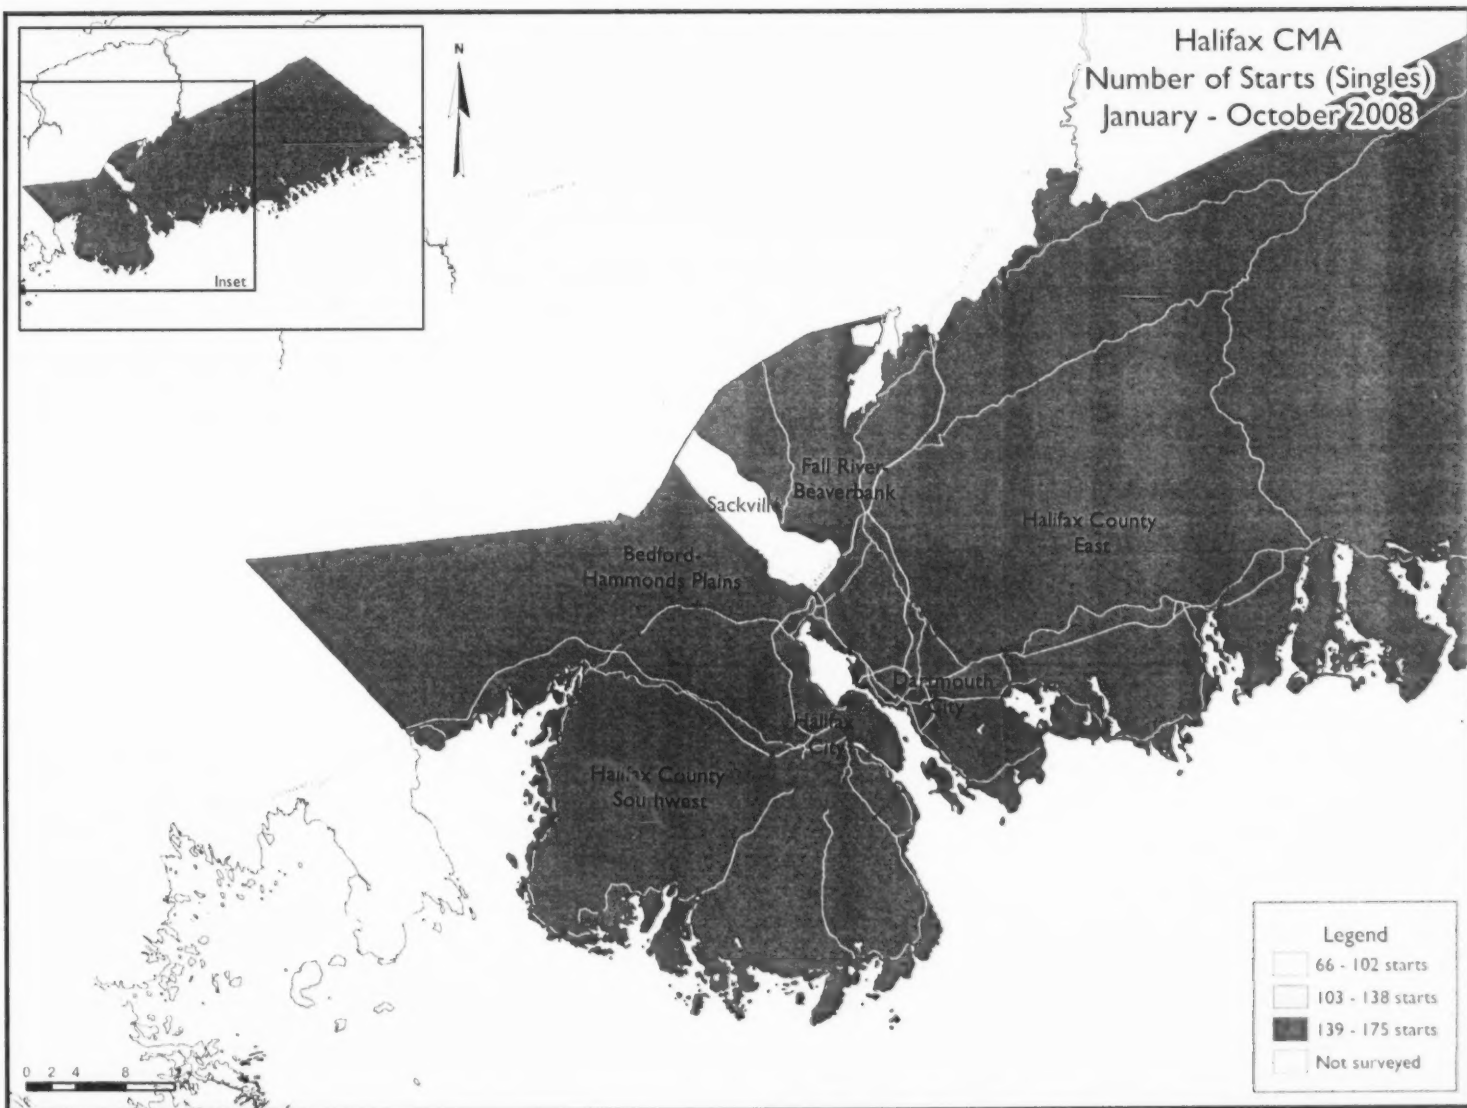 Halifax CMA
Number of Starts (Singles)
January - October 2008
N
Inset
Fall River-
Beaverbank
Sackville
Halifax County
East
Bedford-
Hammonds Plains
Dartmouth
City
Halifax
City
Halifax County
Southwest
Legend
66 - 102 starts
103 - 138 starts
139 - 175 starts
Not surveyed
0 2 4 8